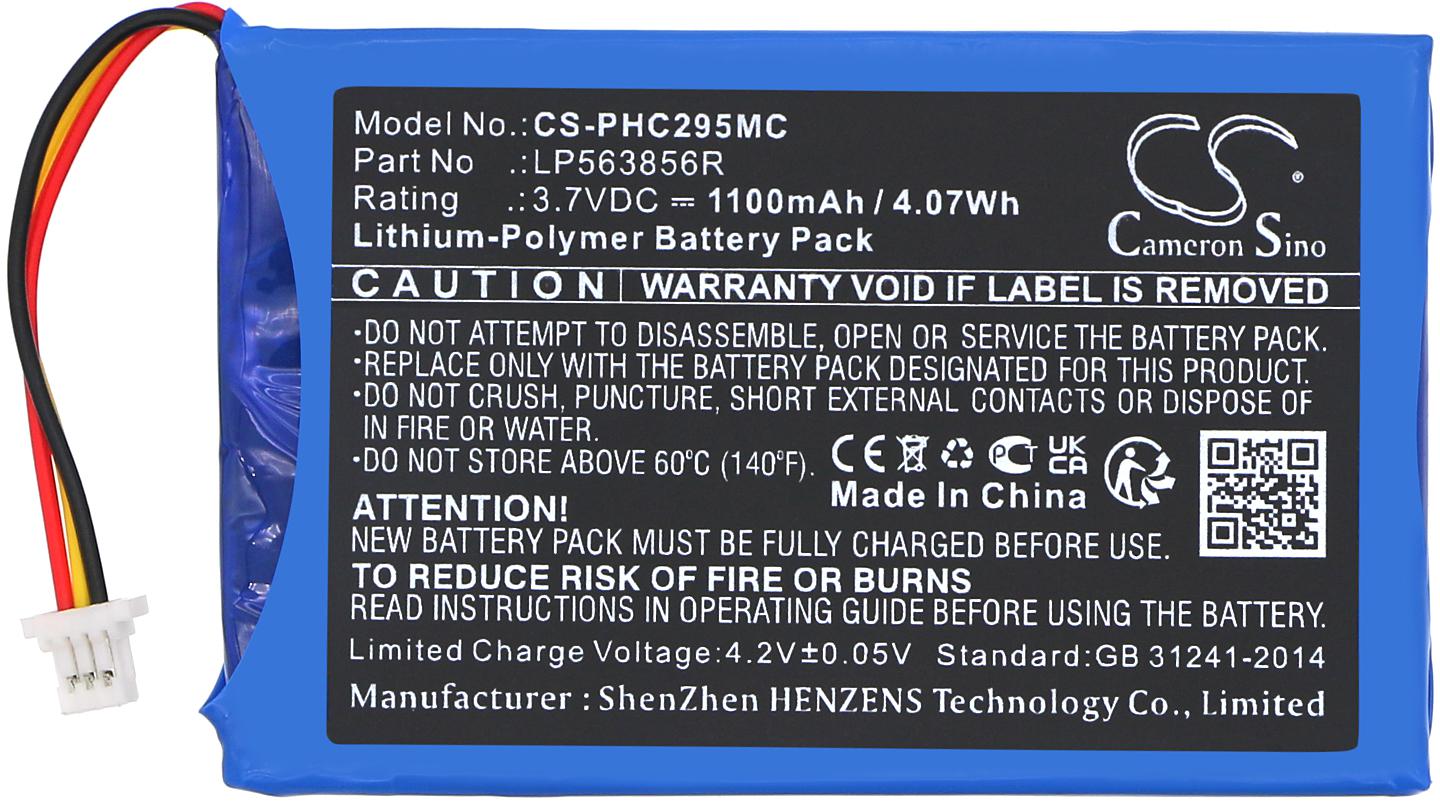 Model No.: CS-PHC295MC
Part No .: LP563856R
Rating .: 3.7VDC ⎓ 1100mAh / 4.07Wh
Lithium-Polymer Battery Pack
CS ®
Cameron Sino
CAUTION | WARRANTY VOID IF LABEL IS REMOVED
•DO NOT ATTEMPT TO DISASSEMBLE, OPEN OR SERVICE THE BATTERY PACK.
•REPLACE ONLY WITH THE BATTERY PACK DESIGNATED FOR THIS PRODUCT.
•DO NOT CRUSH, PUNCTURE, SHORT EXTERNAL CONTACTS OR DISPOSE OF
IN FIRE OR WATER.
•DO NOT STORE ABOVE 60°C (140°F).
CE PCT UK CA
Made In China
ATTENTION!
NEW BATTERY PACK MUST BE FULLY CHARGED BEFORE USE.
TO REDUCE RISK OF FIRE OR BURNS
READ INSTRUCTIONS IN OPERATING GUIDE BEFORE USING THE BATTERY.
Limited Charge Voltage:4.2V±0.05V Standard:GB 31241-2014
Manufacturer : ShenZhen HENZENS Technology Co., Limited